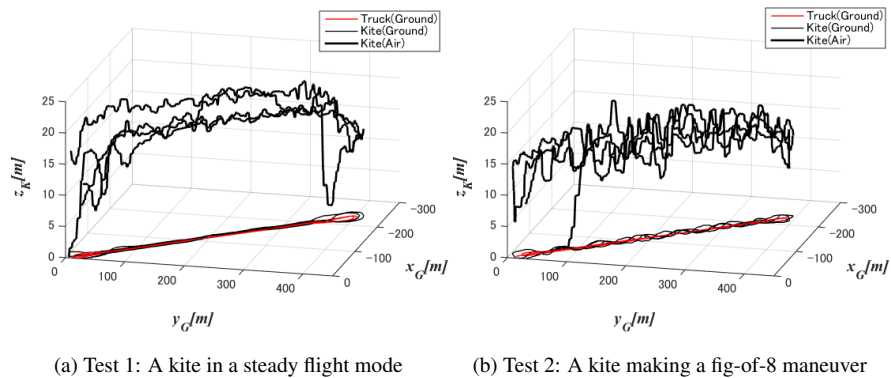 Truck(Ground)
Kite(Ground)
Kite(Air)
25
20
15
10
5
0
z_K[m]
0
100
200
300
400
y_G[m]
0
-100
-200
-300
x_G[m]
(a) Test 1: A kite in a steady flight mode
Truck(Ground)
Kite(Ground)
Kite(Air)
25
20
15
10
5
0
z_K[m]
0
100
200
300
400
y_G[m]
0
-100
-200
-300
x_G[m]
(b) Test 2: A kite making a fig-of-8 maneuver